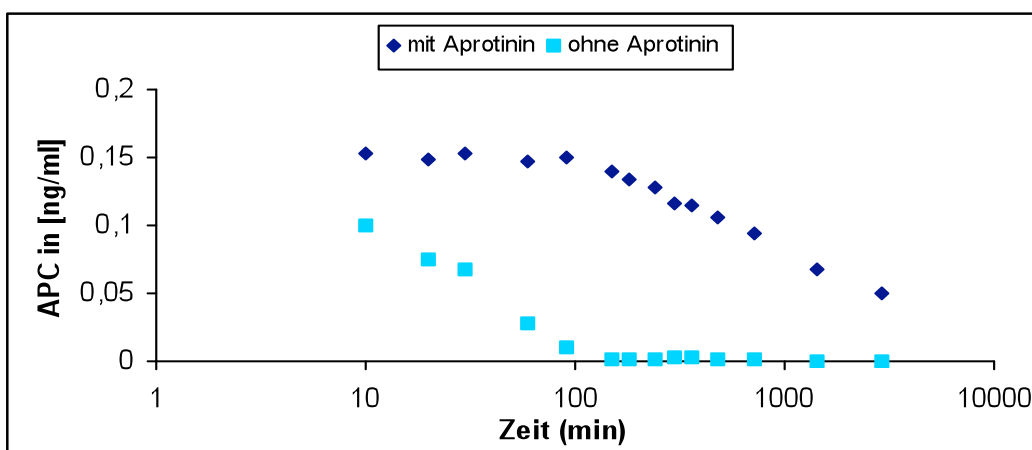 mit Aprotinin ohne Aprotinin
APC in [ng/ml]
0,2
0,15
0,1
0,05
0
1 10 100 1000 10000
Zeit (min)